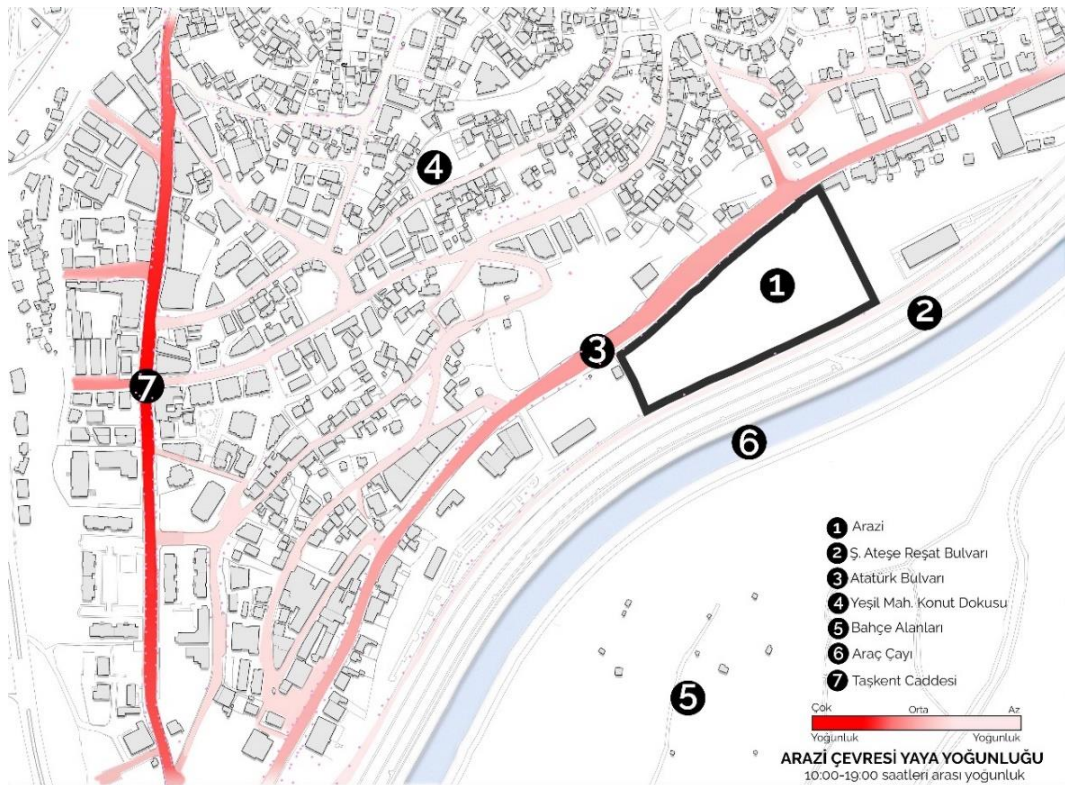 4
1
2
3
7
6
5
1 Arazi
2 Ş. Ateşe Reşat Bulvarı
3 Atatürk Bulvarı
4 Yeşil Mah. Konut Dokusu
5 Bahçe Alanları
6 Araç Çayı
7 Taşkent Caddesi
Çok Orta Az
Yoğunluk Yoğunluk
ARAZİ ÇEVRESİ YAYA YOĞUNLUĞU
10:00-19:00 saatleri arası yoğunluk